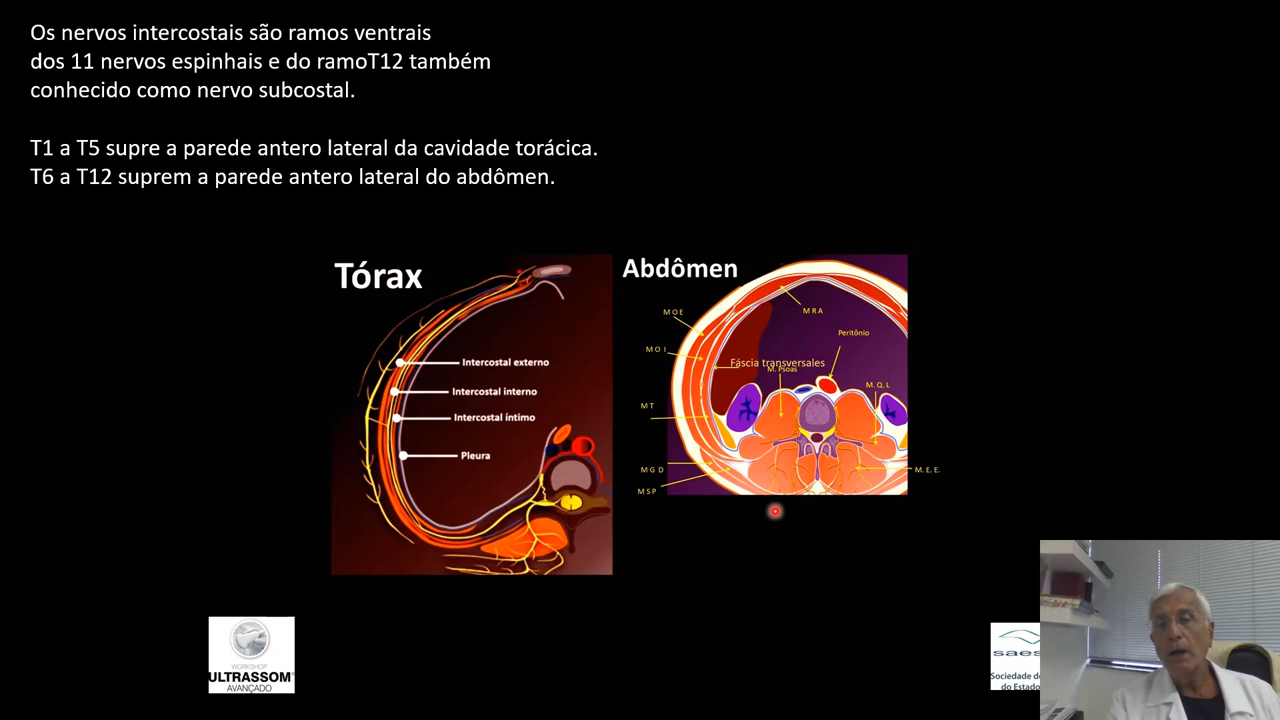 Os nervos intercostais são ramos ventrais
dos 11 nervos espinhais e do ramoT12 também
conhecido como nervo subcostal.
T1 a T5 supre a parede antero lateral da cavidade torácica.
T6 a T12 suprem a parede antero lateral do abdômen.
Tórax
Intercostal externo
Intercostal interno
Intercostal íntimo
Pleura
Abdômen
M O E
M R A
Peritônio
M O I
Fáscia transversales
M. Psoas
M. Q. L
M T
M G D
M. E. E.
M S P
WORKSHOP
ULTRASSOM
AVANÇADO
saes
Sociedade de
do Estado